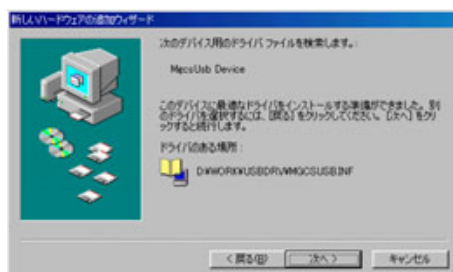 新しいハードウェアの追加ウィザード
次のデバイス用のドライバ ファイルを検索します。:
MqcsUsb Device
このデバイスに最適なドライバをインストールする準備ができました。別
のドライバを選択するには、[戻る] をクリックしてください。[次へ] をクリ
ックすると続行します。
ドライバのある場所:
D:¥WORK¥USBDRV¥MQCSUSB.INF
< 戻る(B)
次へ >
キャンセル